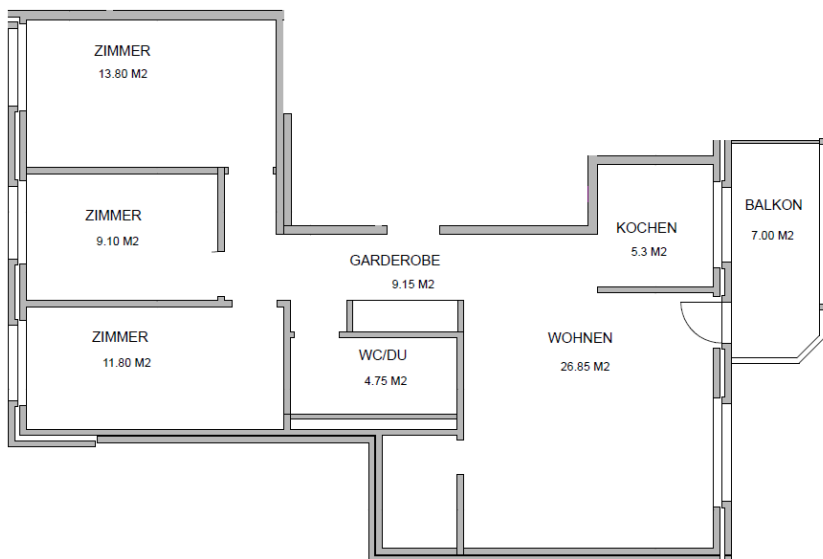 ZIMMER
13.80 M2
ZIMMER
9.10 M2
ZIMMER
11.80 M2
GARDEROBE
9.15 M2
WC/DU
4.75 M2
KOCHEN
5.3 M2
WOHNEN
26.85 M2
BALKON
7.00 M2